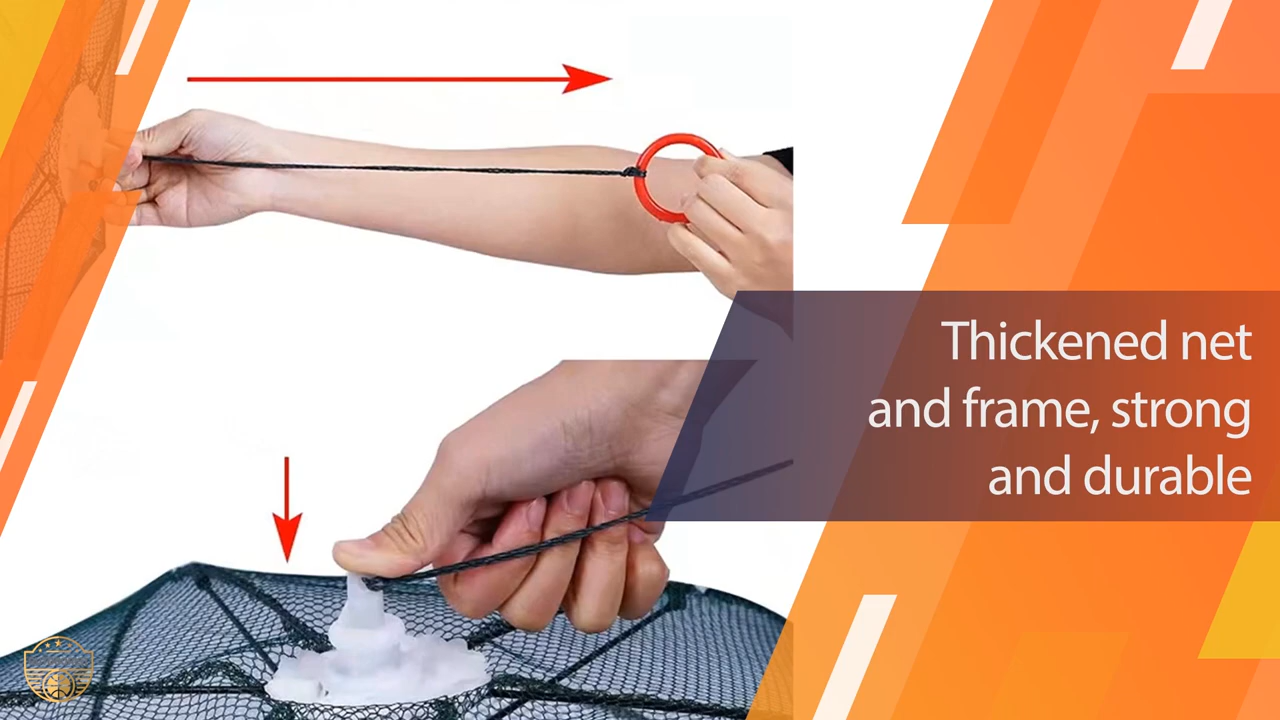 Thickened net
and frame, strong
and durable